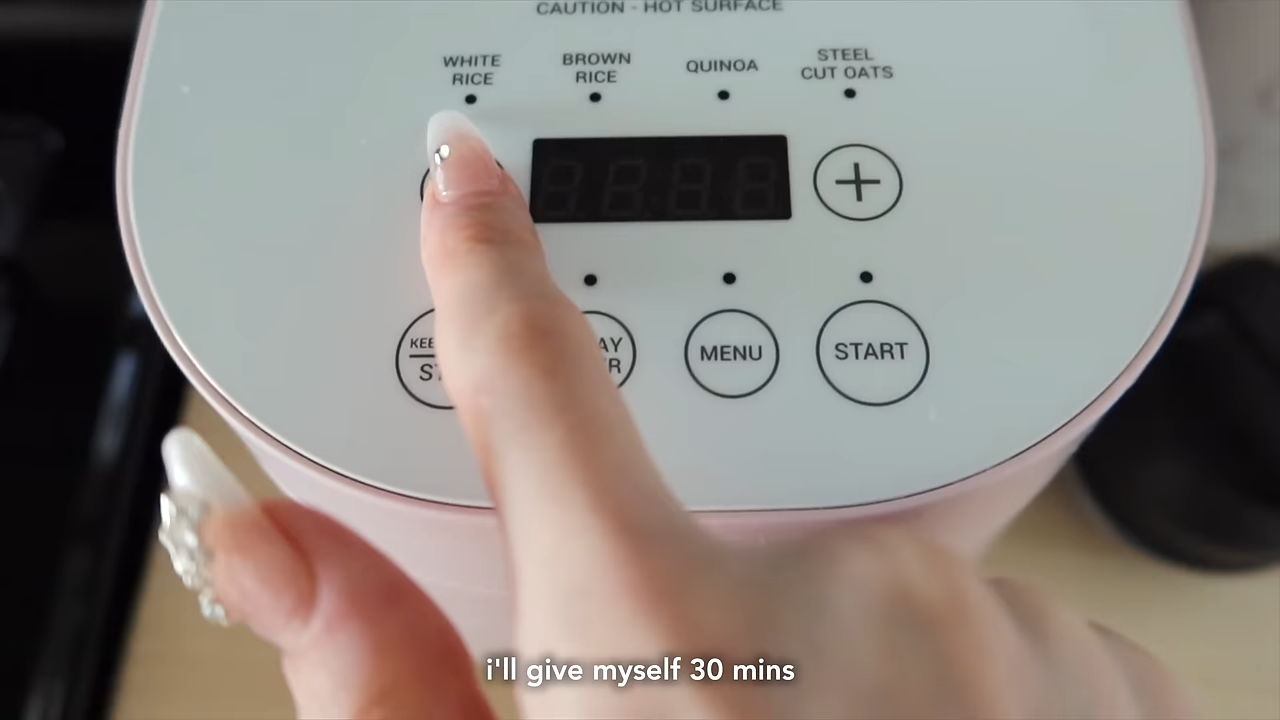 CAUTION - HOT SURFACE
WHITE
RICE
BROWN
RICE
QUINOA
STEEL
CUT OATS
MENU
START
i'll give myself 30 mins